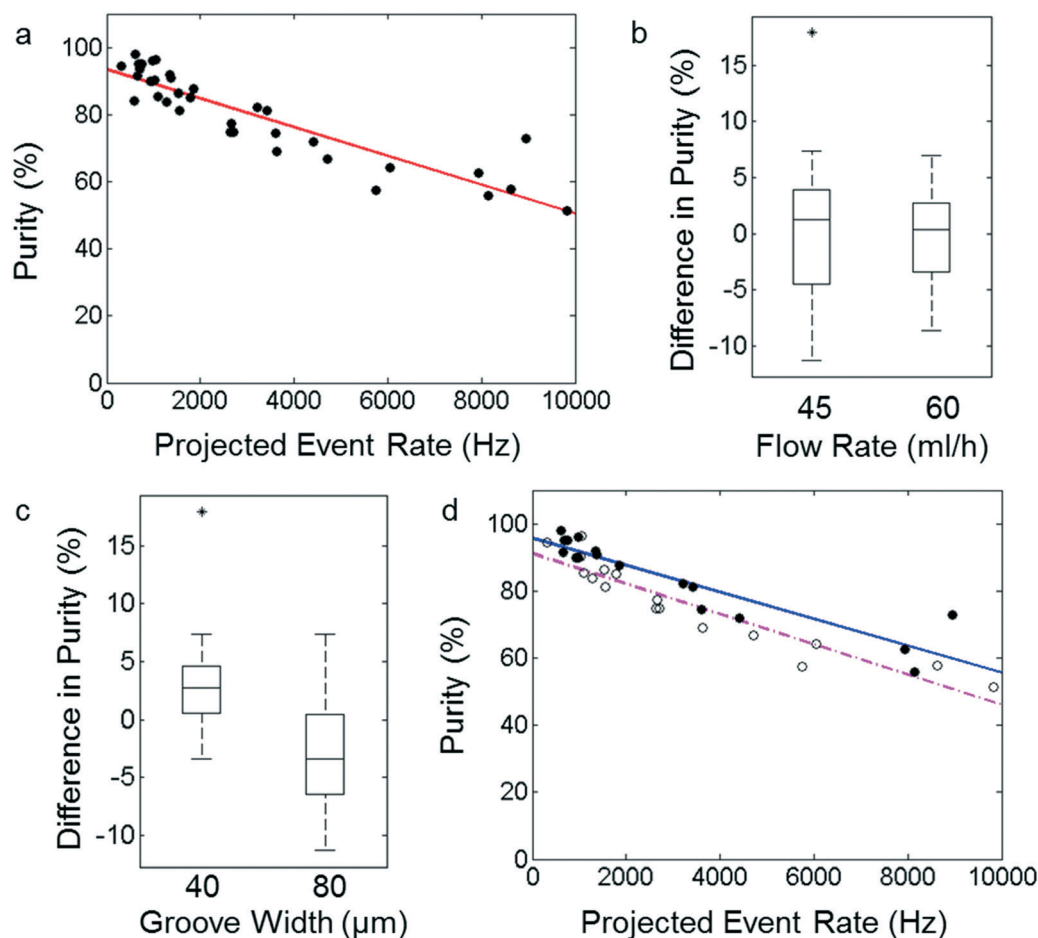 a
100
80
60
40
20
0
Purity (%)
0 2000 4000 6000 8000 10000
Projected Event Rate (Hz)
b
15
10
5
0
-5
-10
Difference in Purity (%)
45 60
Flow Rate (ml/h)
c
15
10
5
0
-5
-10
Difference in Purity (%)
40 80
Groove Width (µm)
d
100
80
60
40
20
0
Purity (%)
0 2000 4000 6000 8000 10000
Projected Event Rate (Hz)